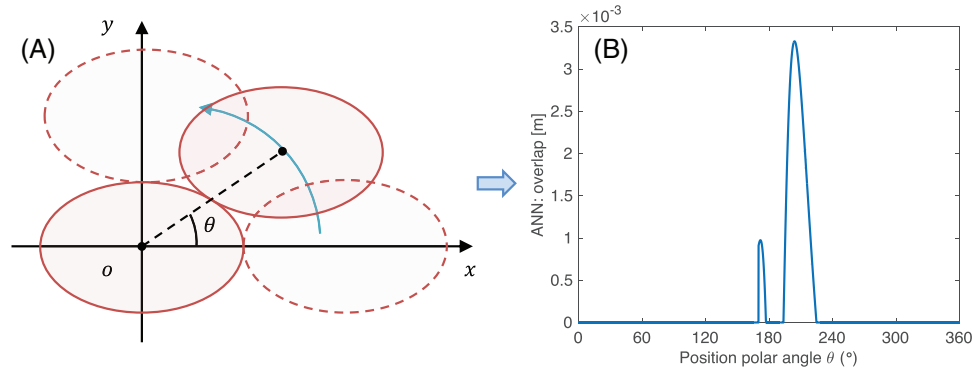 (A)
y
θ
o
x
(B)
×10⁻³
3.5
3
2.5
2
1.5
1
0.5
0
0 60 120 180 240 300 360
ANN: overlap [m]
Position polar angle θ (°)